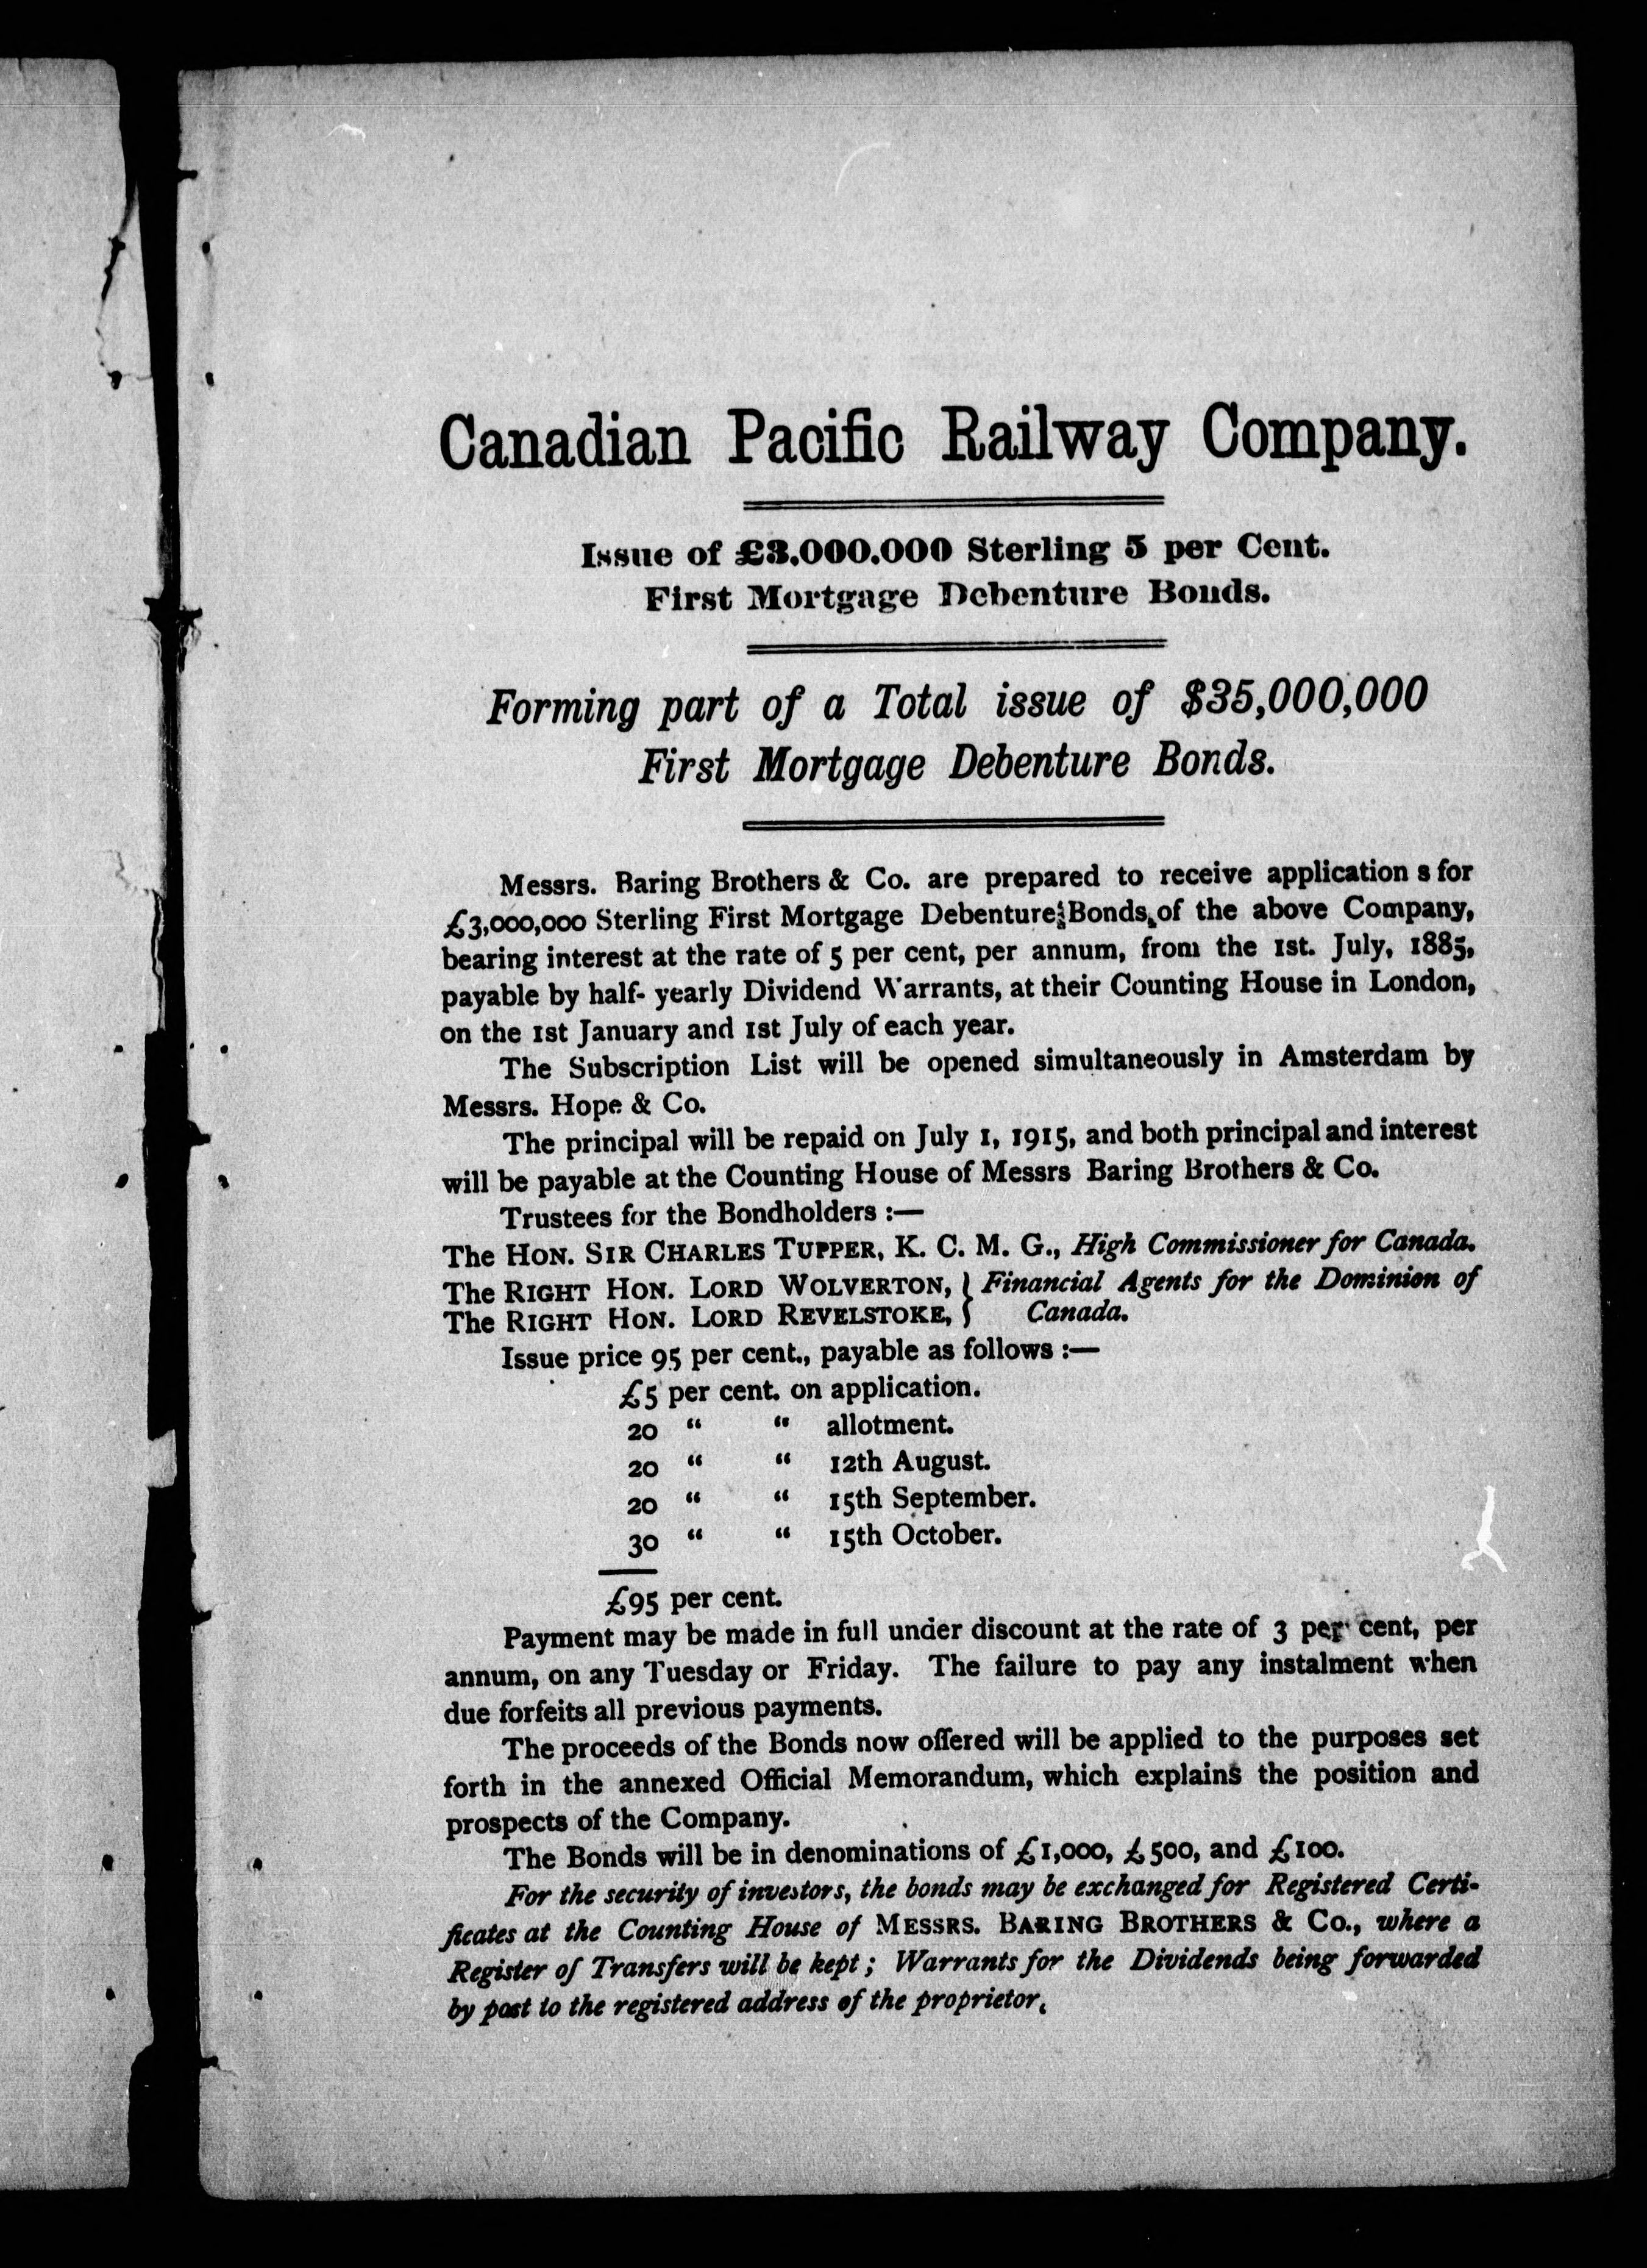 Canadian Pacific Railway Company.
Issue of £3.000.000 Sterling 5 per Cent.
First Mortgage Debenture Bonds.
Forming part of a Total issue of $35,000,000
First Mortgage Debenture Bonds.
Messrs. Baring Brothers & Co. are prepared to receive application s for
£3,000,000 Sterling First Mortgage Debenture Bonds of the above Company,
bearing interest at the rate of 5 per cent, per annum, from the 1st. July, 1885,
payable by half- yearly Dividend Warrants, at their Counting House in London,
on the 1st January and 1st July of each year.
The Subscription List will be opened simultaneously in Amsterdam by
Messrs. Hope & Co.
The principal will be repaid on July 1, 1915, and both principal and interest
will be payable at the Counting House of Messrs Baring Brothers & Co.
Trustees for the Bondholders :—
The HON. SIR CHARLES TUPPER, K. C. M. G., High Commissioner for Canada.
The RIGHT HON. LORD WOLVERTON, } Financial Agents for the Dominion of
The RIGHT HON. LORD REVELSTOKE, } Canada.
Issue price 95 per cent., payable as follows :—
£5 per cent. on application.
20 “ “ allotment.
20 “ “ 12th August.
20 “ “ 15th September.
30 “ “ 15th October.
£95 per cent.
Payment may be made in full under discount at the rate of 3 per cent, per
annum, on any Tuesday or Friday. The failure to pay any instalment when
due forfeits all previous payments.
The proceeds of the Bonds now offered will be applied to the purposes set
forth in the annexed Official Memorandum, which explains the position and
prospects of the Company.
The Bonds will be in denominations of £1,000, £500, and £100.
For the security of investors, the bonds may be exchanged for Registered Certi-
ficates at the Counting House of MESSRS. BARING BROTHERS & Co., where a
Register of Transfers will be kept ; Warrants for the Dividends being forwarded
by post to the registered address of the proprietor.